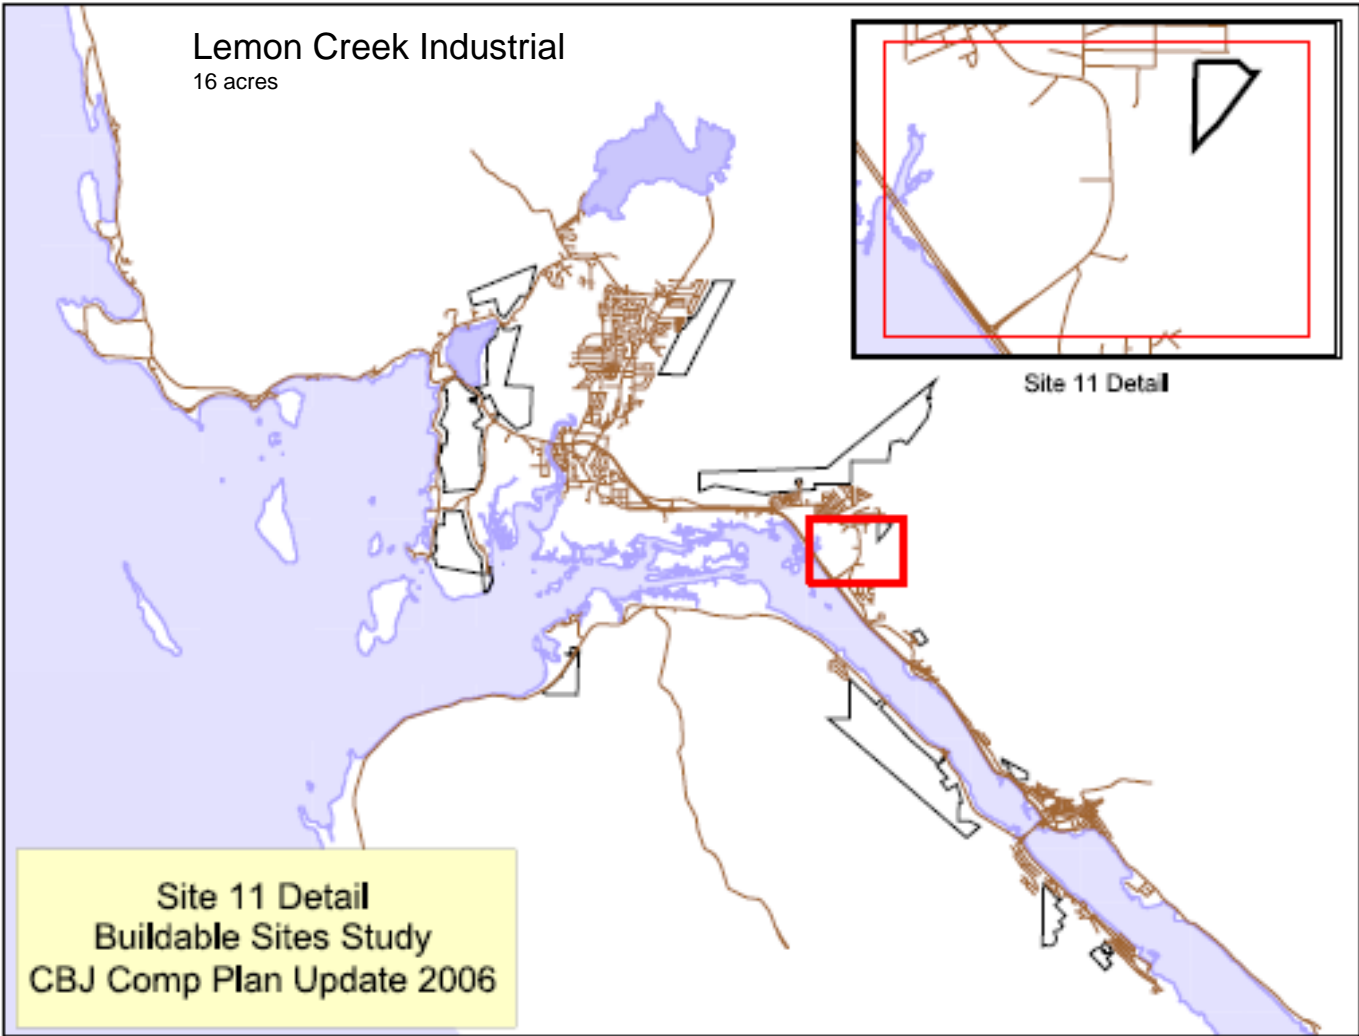 Lemon Creek Industrial
16 acres
Site 11 Detail
Site 11 Detail
Buildable Sites Study
CBJ Comp Plan Update 2006